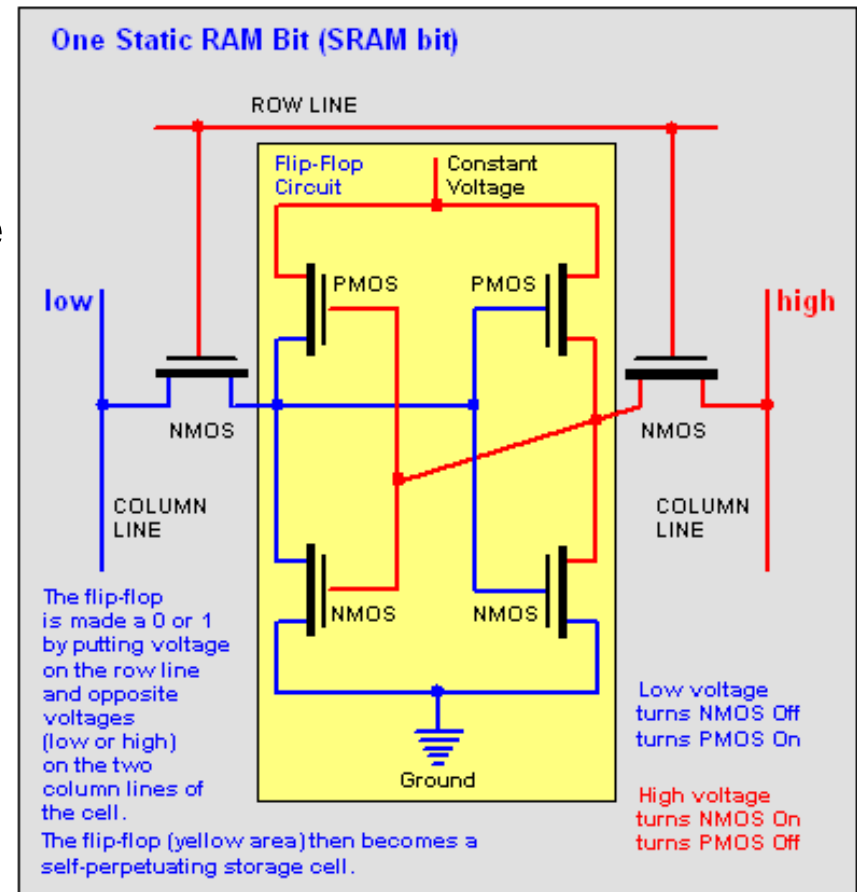 One Static RAM Bit (SRAM bit)
ROW LINE
Flip-Flop
Circuit
Constant
Voltage
PMOS
PMOS
low
high
NMOS
NMOS
COLUMN
LINE
COLUMN
LINE
NMOS
NMOS
The flip-flop
is made a 0 or 1
by putting voltage
on the row line
and opposite
voltages
(low or high)
on the two
column lines of
the cell.
Ground
Low voltage
turns NMOS Off
turns PMOS On
High voltage
turns NMOS On
turns PMOS Off
The flip-flop (yellow area) then becomes a
self-perpetuating storage cell.
e